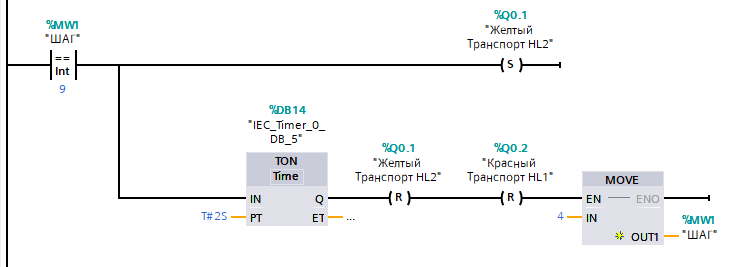 %MW1
"ШАГ"
==
Int
9
%Q0.1
"Желтый
Транспорт HL2"
S
%DB14
"IEC_Timer_0_
DB_5"
TON
Time
IN Q
T#2S PT ET ...
%Q0.1
"Желтый
Транспорт HL2"
R
%Q0.2
"Красный
Транспорт HL1"
R
MOVE
EN ENO
4 IN
OUT1
%MW1
"ШАГ"